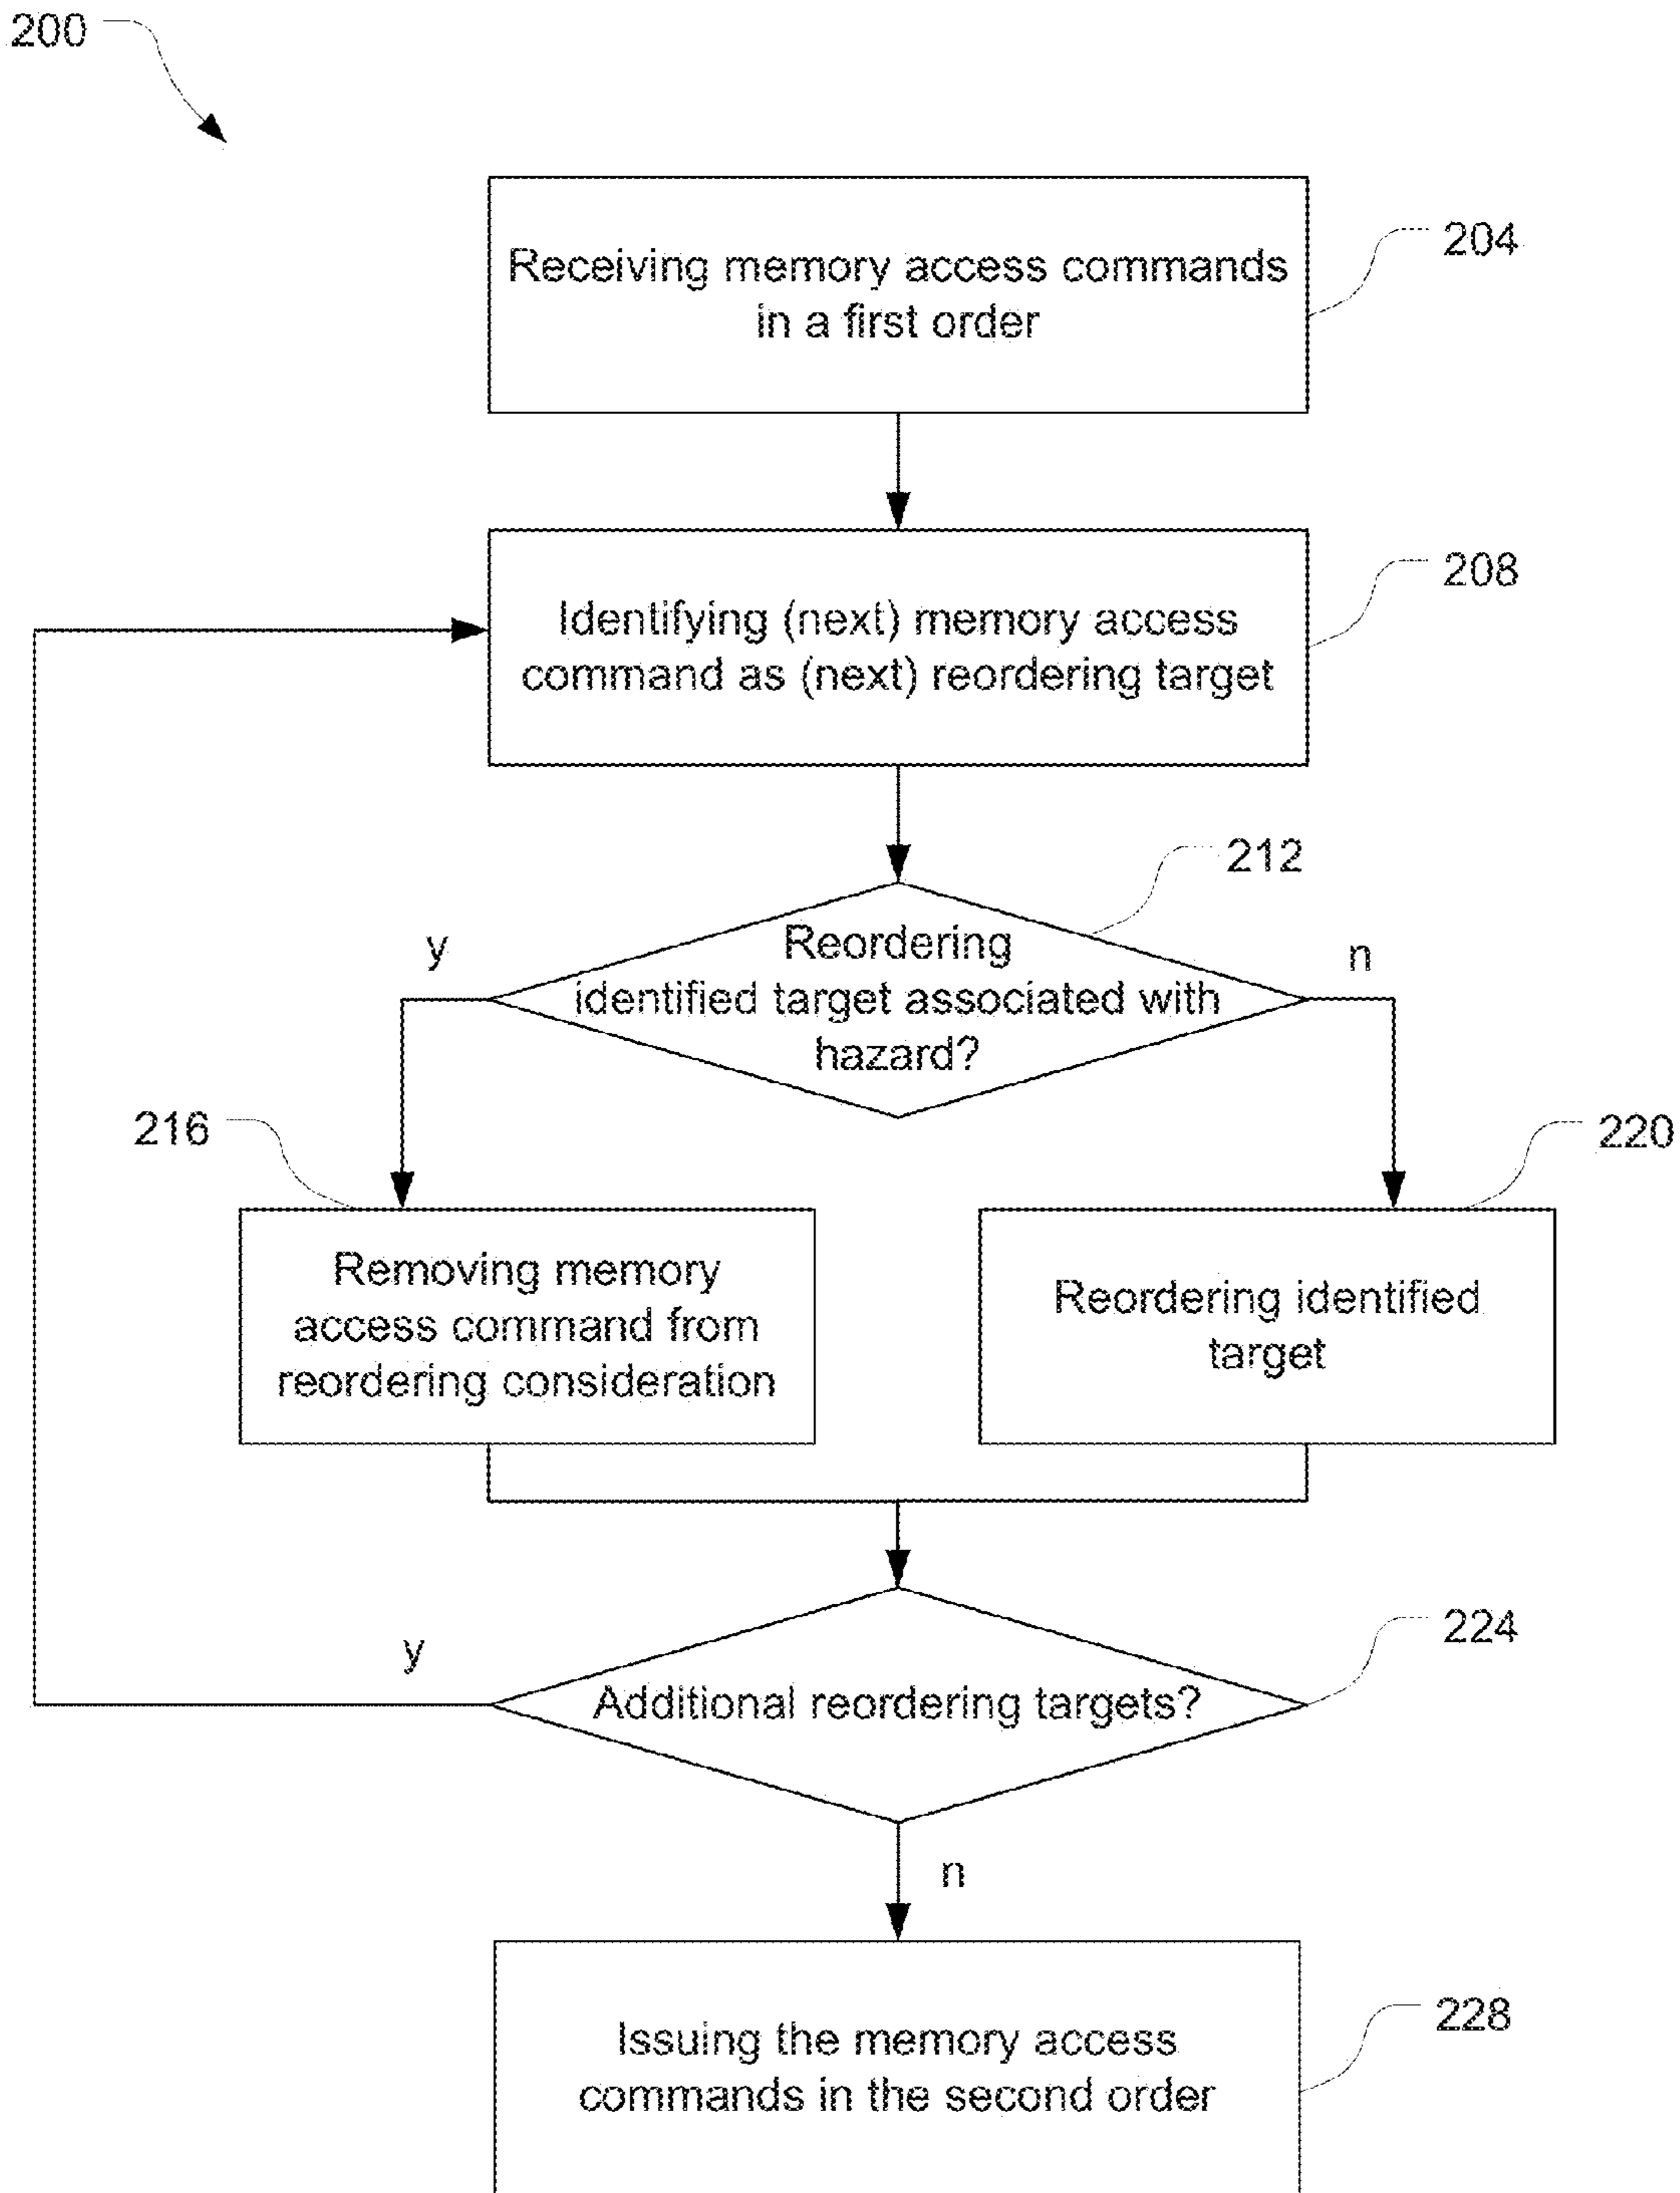 200
Receiving memory access commands
in a first order
204
Identifying (next) memory access
command as (next) reordering target
208
212
Reordering
identified target associated with
hazard?
y
n
216
220
Removing memory
access command from
reordering consideration
Reordering identified
target
224
y
Additional reordering targets?
n
228
Issuing the memory access
commands in the second order